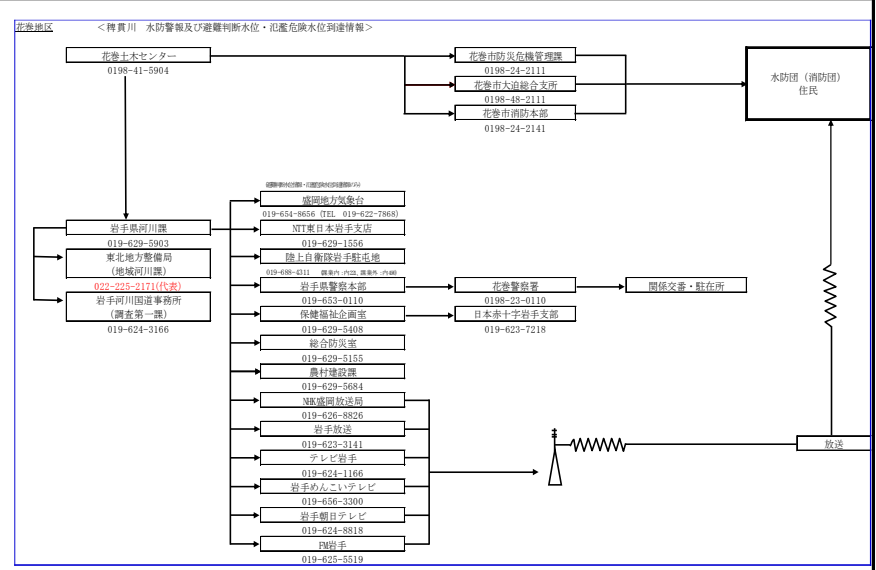 花巻地区
＜稗貫川　水防警報及び避難判断水位・氾濫危険水位到達情報＞
花巻土木センター
0198-41-5904
花巻市防災危機管理課
0198-24-2111
花巻市大迫総合支所
0198-48-2111
花巻市消防本部
0198-24-2141
水防団（消防団）
住民
岩手県河川課
019-629-5903
東北地方整備局
（地域河川課）
022-225-2171(代表)
岩手河川国道事務所
（調査第一課）
019-624-3166
盛岡地方気象台
019-654-8656 (TEL 019-622-7868)
NTT東日本岩手支店
019-629-1556
陸上自衛隊岩手駐屯地
019-688-4311
岩手県警察本部
019-653-0110
花巻警察署
0198-23-0110
関係交番・駐在所
保健福祉企画室
019-629-5408
日本赤十字岩手支部
019-623-7218
総合防災室
019-629-5155
農村建設課
019-629-5684
NHK盛岡放送局
019-626-8826
岩手放送
019-623-3141
テレビ岩手
019-624-1166
岩手めんこいテレビ
019-656-3300
岩手朝日テレビ
019-624-8818
FM岩手
019-625-5519
放送